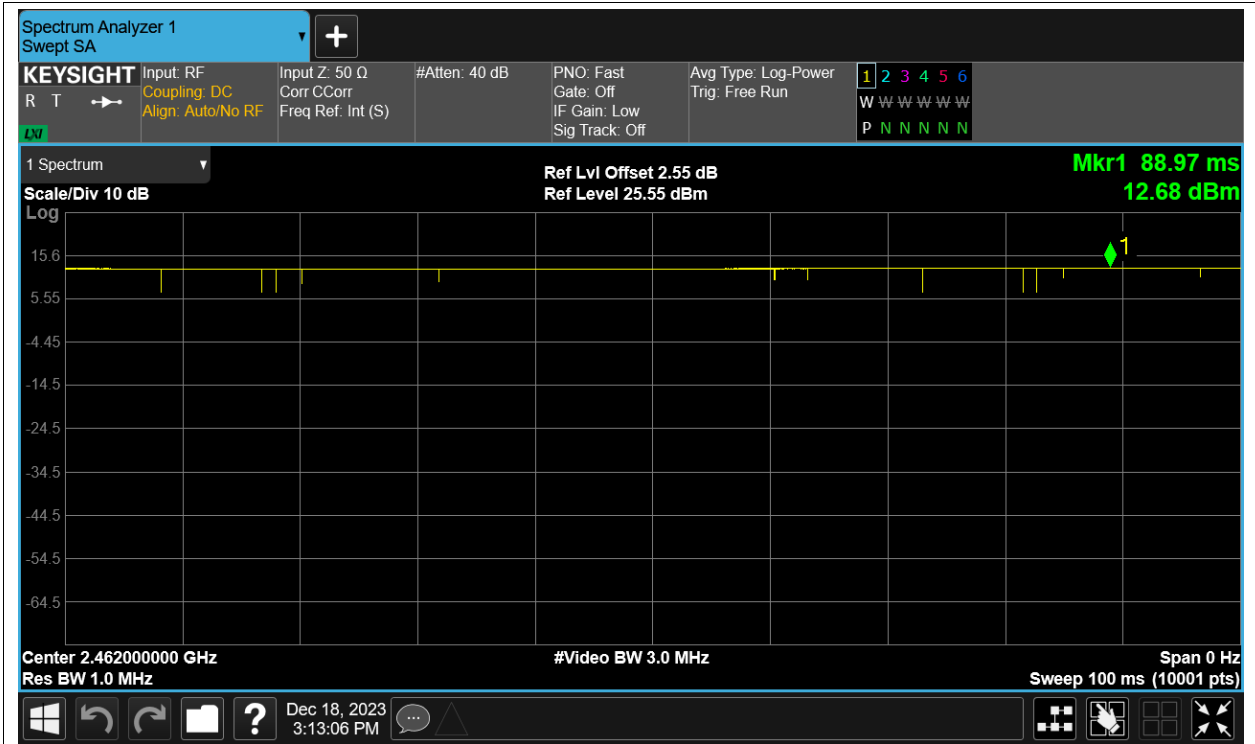 Spectrum Analyzer 1
Swept SA
KEYSIGHT
R T
LXI
Input: RF
Coupling: DC
Align: Auto/No RF
Input Z: 50 Ω
Corr CCorr
Freq Ref: Int (S)
#Atten: 40 dB
PNO: Fast
Gate: Off
IF Gain: Low
Sig Track: Off
Avg Type: Log-Power
Trig: Free Run
1 2 3 4 5 6
W W W W W W
P N N N N N
1 Spectrum
Scale/Div 10 dB
Ref Lvl Offset 2.55 dB
Ref Level 25.55 dBm
Mkr1 88.97 ms
12.68 dBm
Log
1
15.6
5.55
-4.45
-14.5
-24.5
-34.5
-44.5
-54.5
-64.5
Center 2.462000000 GHz
#Video BW 3.0 MHz
Span 0 Hz
Res BW 1.0 MHz
Sweep 100 ms (10001 pts)
?
Dec 18, 2023
3:13:06 PM